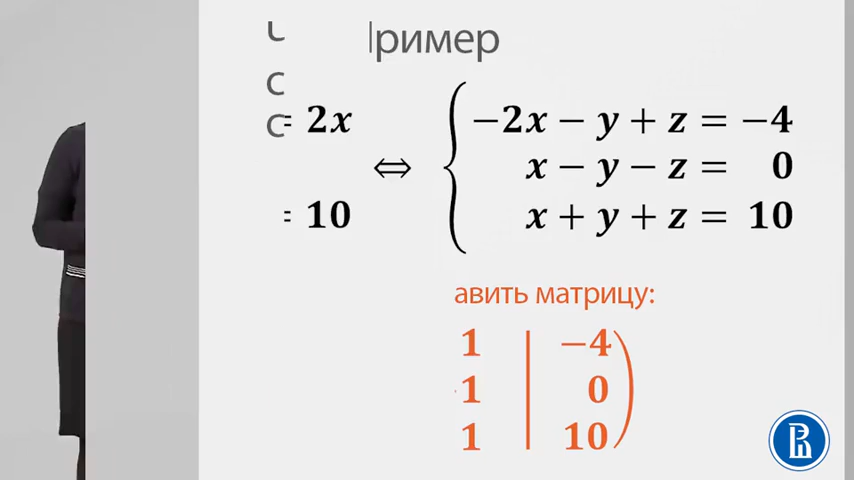 ример
= 2x
⇔
−2x − y + z = −4
x − y − z = 0
= 10
x + y + z = 10
авить матрицу:
1 | −4
1 | 0
1 | 10